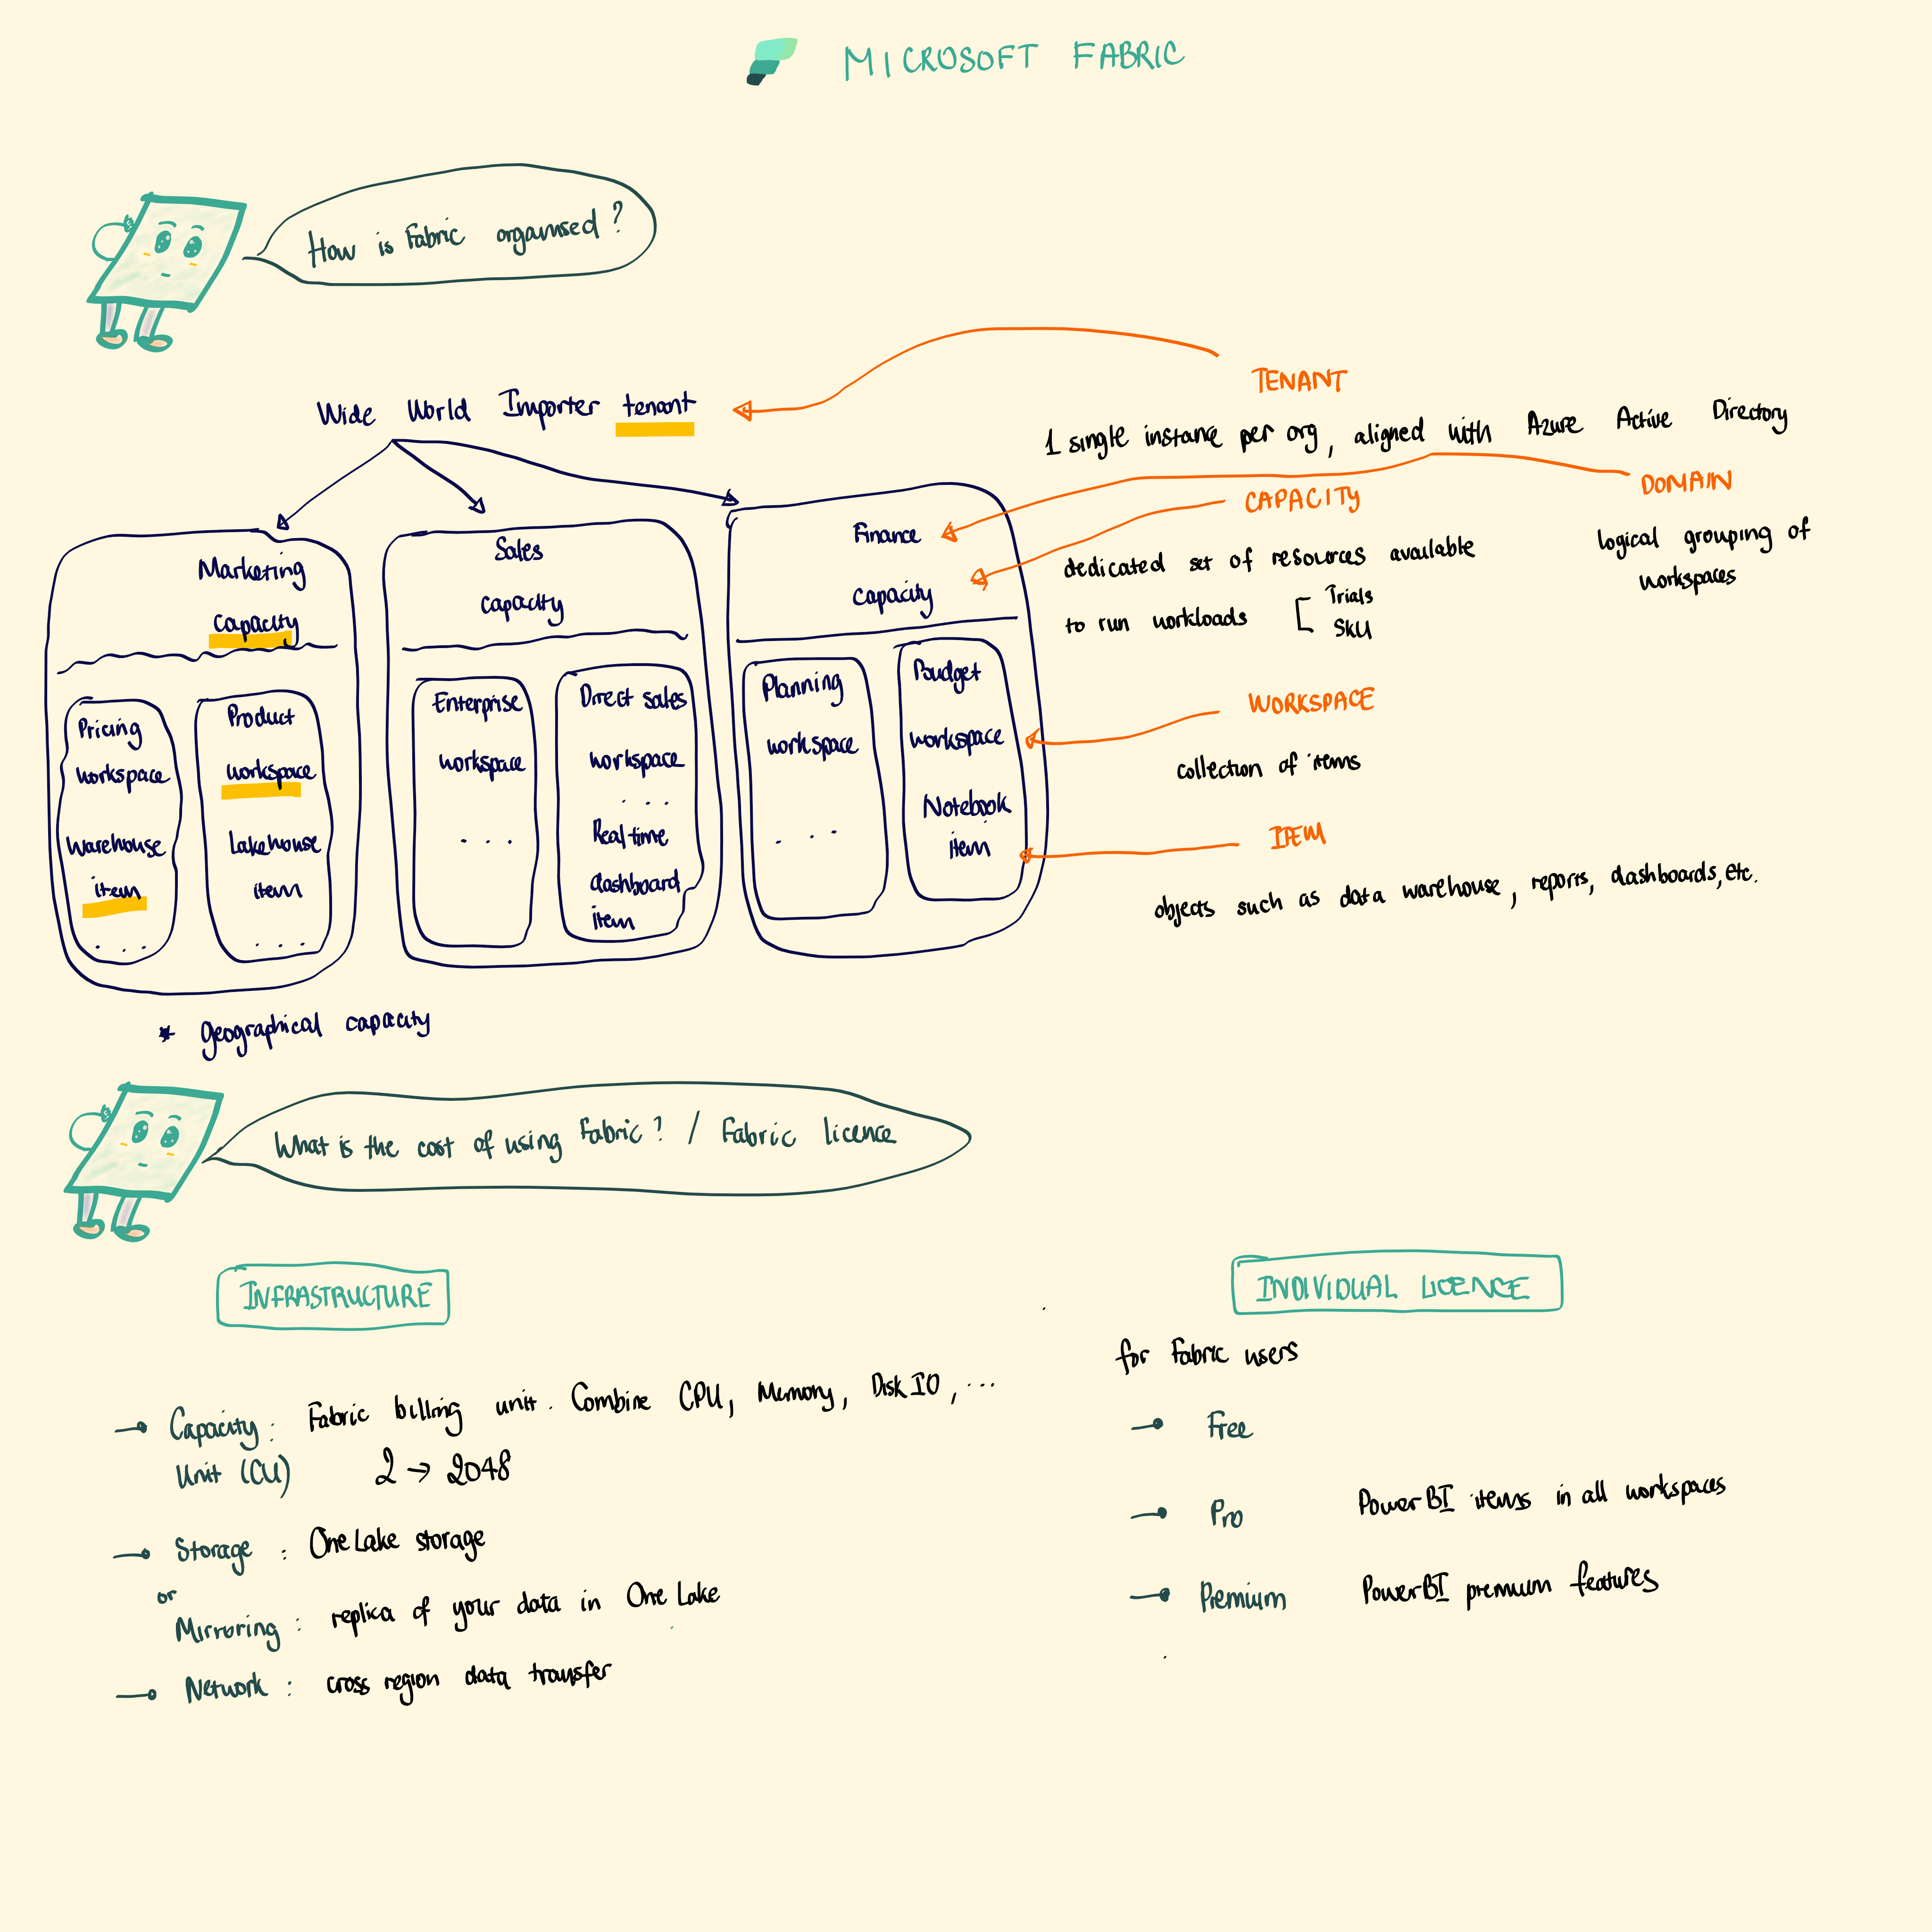 MICROSOFT FABRIC
How is Fabric organised?
Wide World Importer tenant
TENANT
1 single instance per org, aligned with Azure Active Directory
DOMAIN
logical grouping of
workspaces
CAPACITY
dedicated set of resources available
to run workloads
Trials
SKU
WORKSPACE
collection of items
ITEM
objects such as data warehouse, reports, dashboards, etc.
Marketing
capacity
Pricing
workspace
Warehouse
item
...
Product
workspace
Lakehouse
item
...
Sales
capacity
Enterprise
workspace
...
Direct sales
workspace
...
Real time
dashboard
item
Finance
capacity
Planning
workspace
...
Budget
workspace
Notebook
item
* geographical capacity
What is the cost of using Fabric? / Fabric licence
INFRASTRUCTURE
Capacity : Fabric billing unit. Combine CPU, Memory, Disk IO, ...
Unit (CU) 2 → 2048
Storage : One Lake storage
or
Mirroring : replica of your data in One Lake
Network : cross region data transfer
INDIVIDUAL LICENCE
for Fabric users
Free
Pro PowerBI items in all workspaces
Premium PowerBI premium features